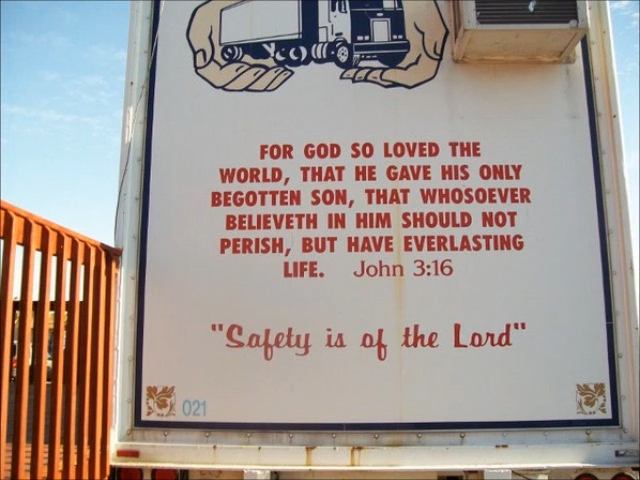 FOR GOD SO LOVED THE
WORLD, THAT HE GAVE HIS ONLY
BEGOTTEN SON, THAT WHOSOEVER
BELIEVETH IN HIM SHOULD NOT
PERISH, BUT HAVE EVERLASTING
LIFE. John 3:16
"Safety is of the Lord"
021